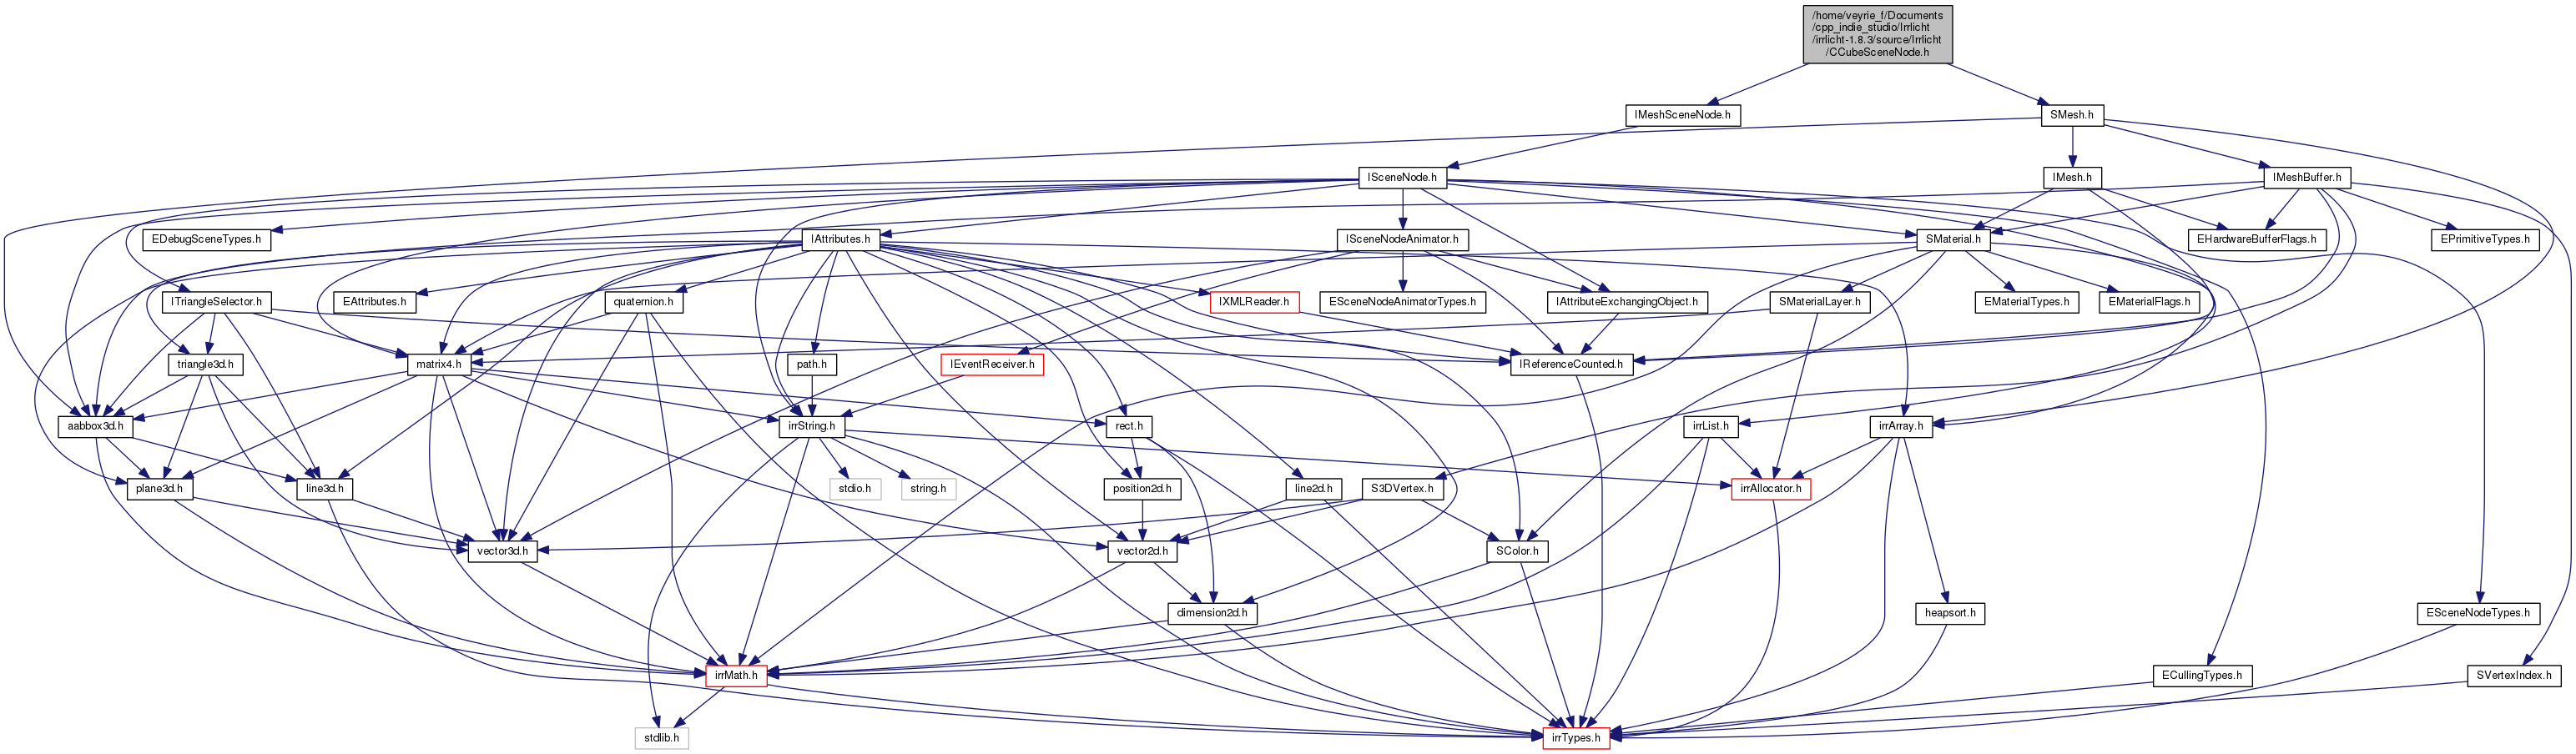 /home/veyrie_f/Documents
/cpp_indie_studio/Irrlicht
/irrlicht-1.8.3/source/Irrlicht
/CCubeSceneNode.h
IMeshSceneNode.h
SMesh.h
ISceneNode.h
IMesh.h
IMeshBuffer.h
EDebugSceneTypes.h
IAttributes.h
ISceneNodeAnimator.h
SMaterial.h
EHardwareBufferFlags.h
EPrimitiveTypes.h
ITriangleSelector.h
EAttributes.h
quaternion.h
IXMLReader.h
ESceneNodeAnimatorTypes.h
IAttributeExchangingObject.h
SMaterialLayer.h
EMaterialTypes.h
EMaterialFlags.h
triangle3d.h
matrix4.h
path.h
IEventReceiver.h
IReferenceCounted.h
aabbox3d.h
irrString.h
rect.h
irrList.h
irrArray.h
plane3d.h
line3d.h
stdio.h
string.h
position2d.h
line2d.h
S3DVertex.h
irrAllocator.h
vector3d.h
vector2d.h
SColor.h
dimension2d.h
heapsort.h
ESceneNodeTypes.h
irrMath.h
ECullingTypes.h
SVertexIndex.h
stdlib.h
irrTypes.h